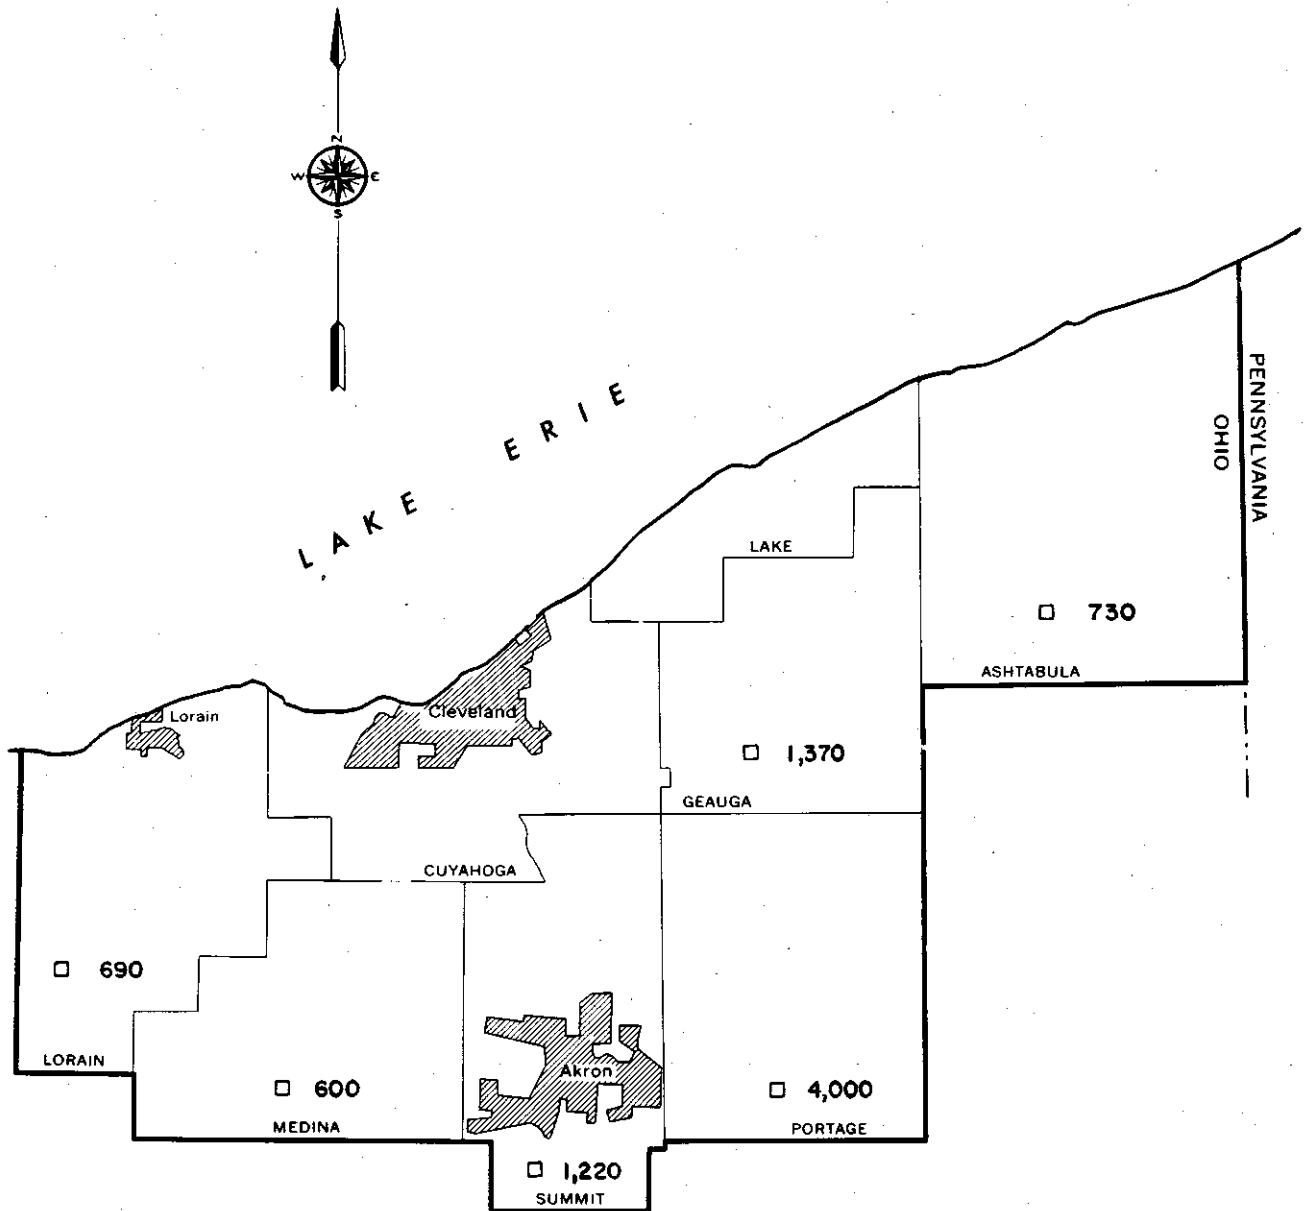 N
W E
S
LAKE ERIE
PENNSYLVANIA
OHIO
LAKE
730
ASHTABULA
Lorain
Cleveland
1,370
GEAUGA
CUYAHOGA
690
LORAIN
Akron
600
4,000
MEDINA
PORTAGE
1,220
SUMMIT